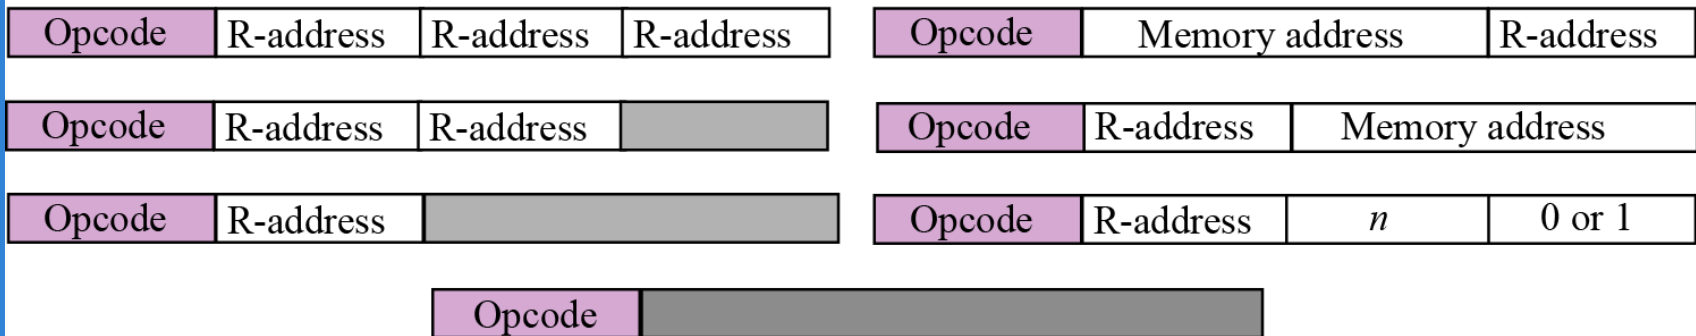 Opcode R-address R-address R-address Opcode Memory address R-address
Opcode R-address R-address Opcode R-address Memory address
Opcode R-address Opcode R-address n 0 or 1
Opcode